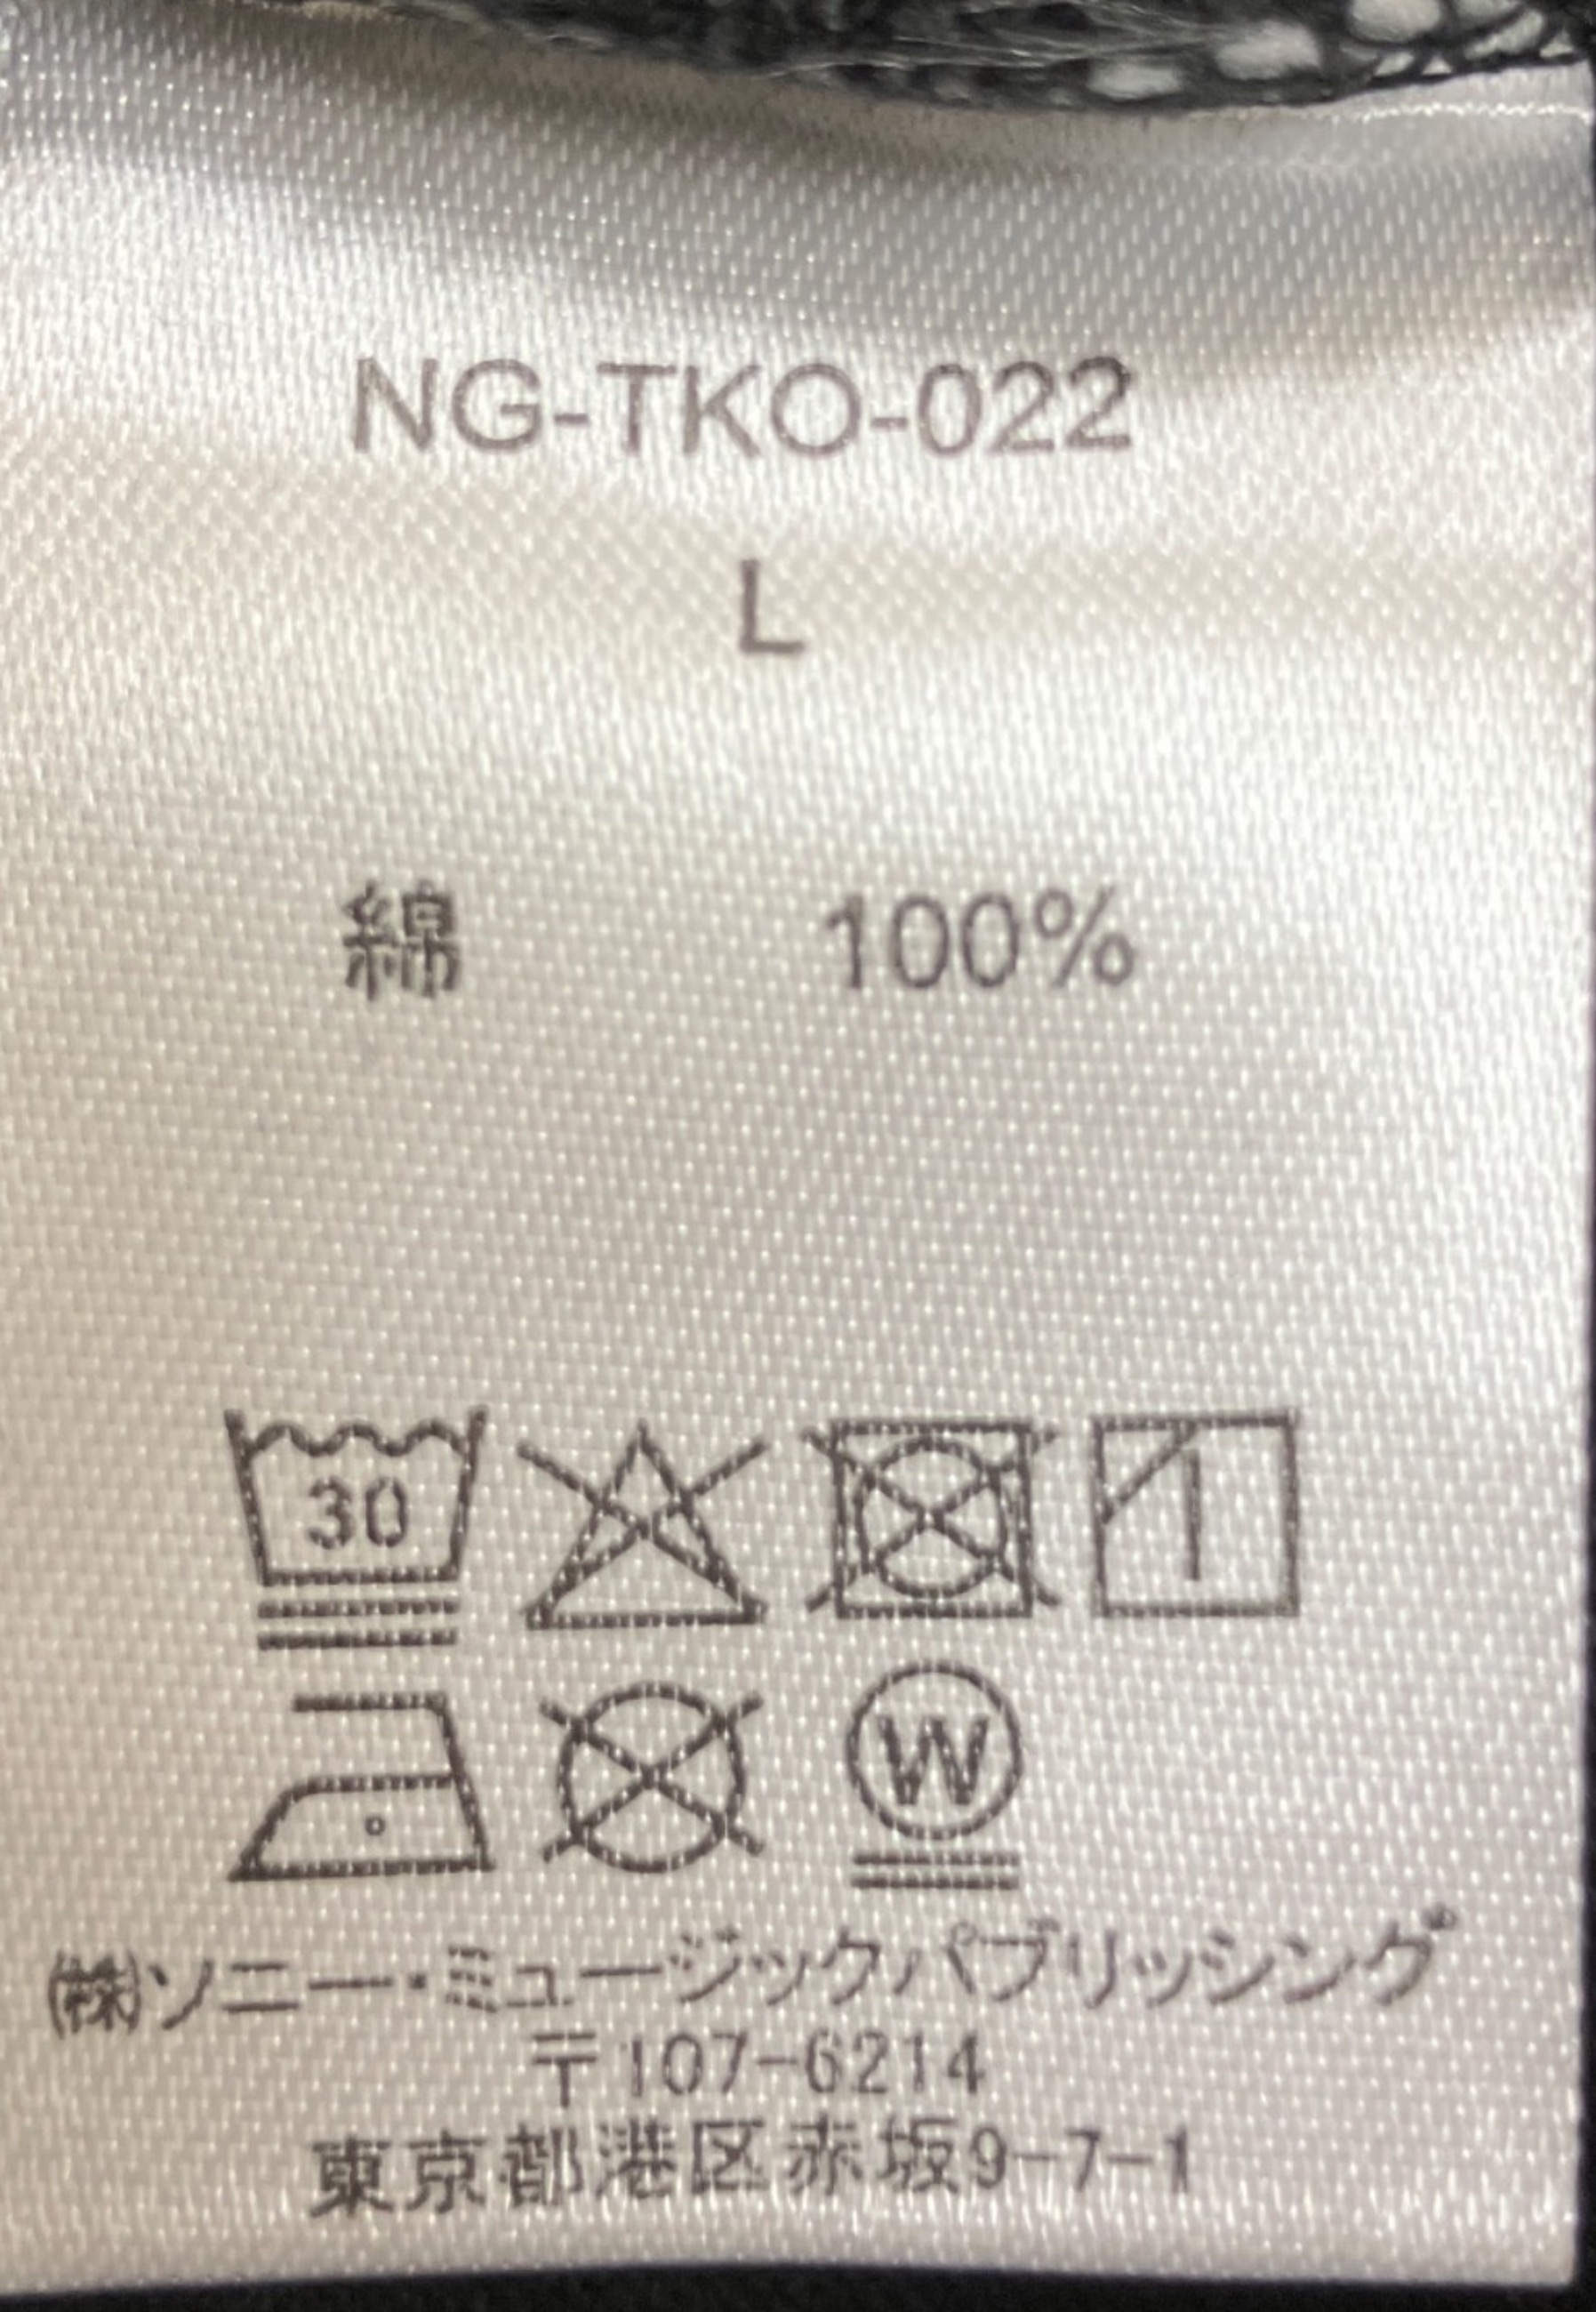 NG-TKO-022
L
綿 100%
30
W
㈱ソニー・ミュージックパブリッシング
〒107-6214
東京都港区赤坂9-7-1